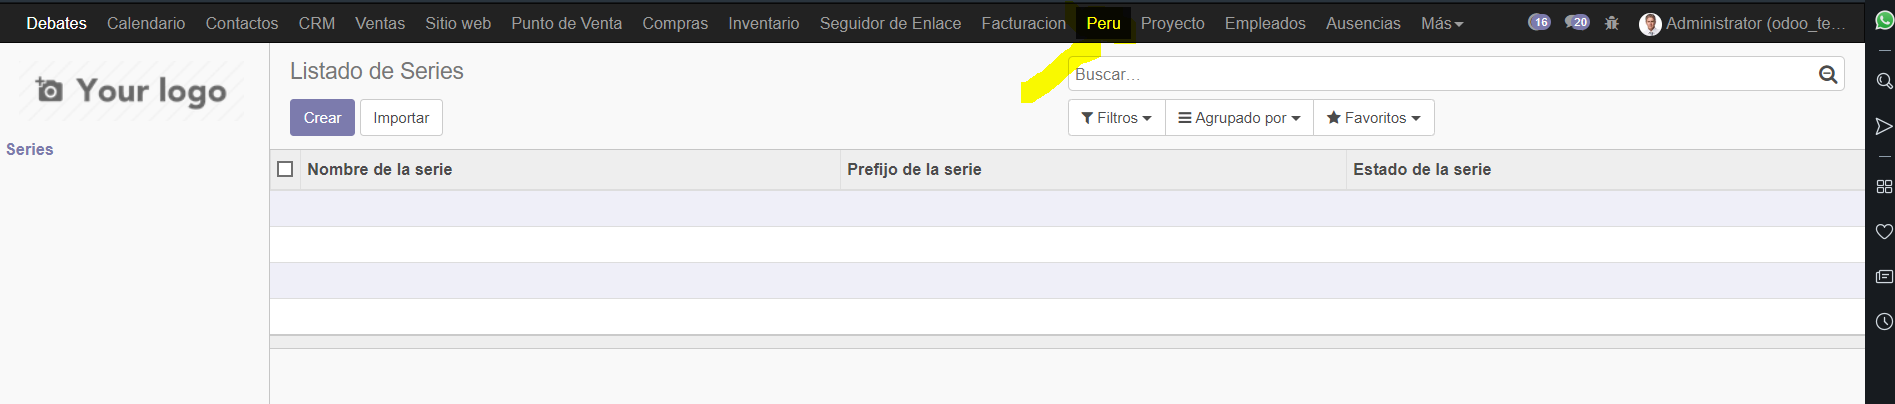 Debates Calendario Contactos CRM Ventas Sitio web Punto de Venta Compras Inventario Seguidor de Enlace Facturacion Peru Proyecto Empleados Ausencias Más 16 20 Administrator (odoo_te...
Your logo
Listado de Series
Buscar...
Crear Importar
Filtros Agrupado por Favoritos
Series
Nombre de la serie Prefijo de la serie Estado de la serie